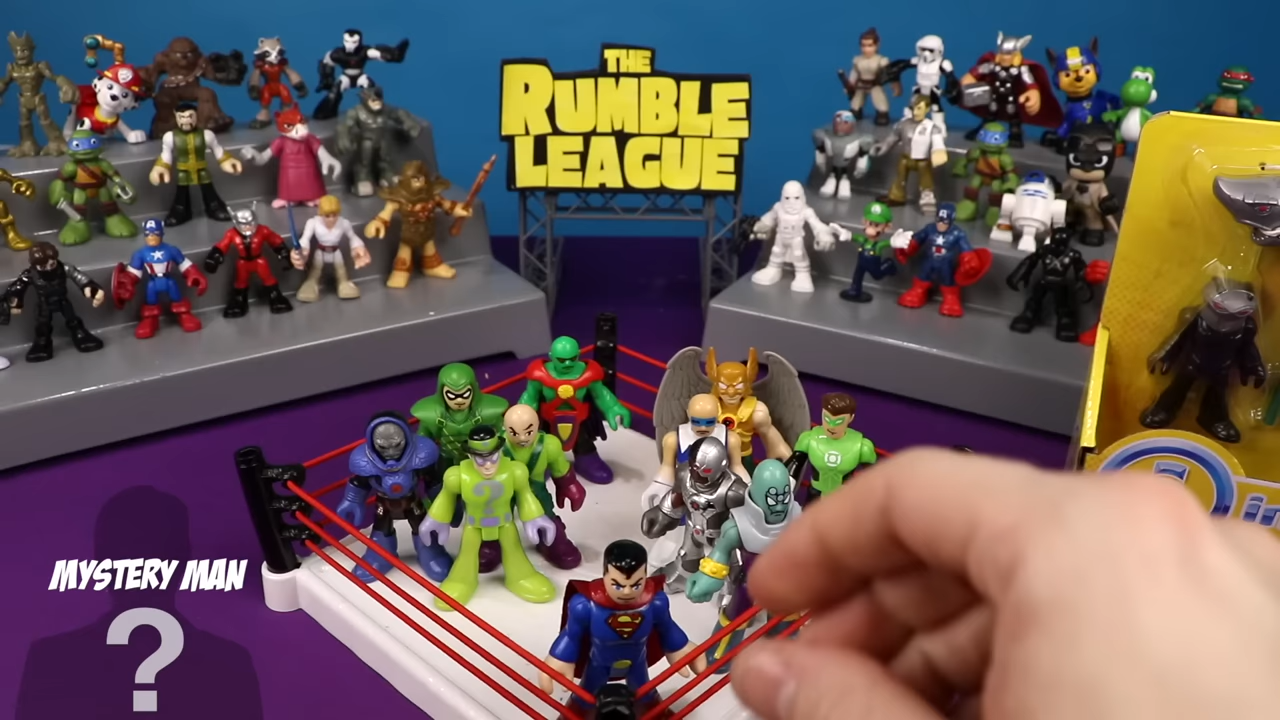 THE
RUMBLE
LEAGUE
MYSTERY MAN
?
?
S